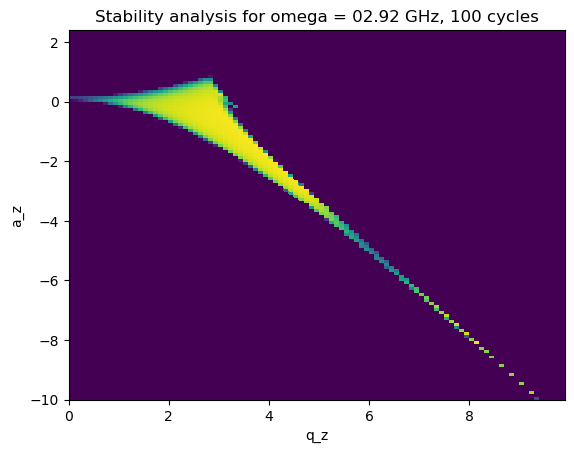 Stability analysis for omega = 02.92 GHz, 100 cycles
2
0
−2
−4
−6
−8
−10
a_z
0 2 4 6 8
q_z